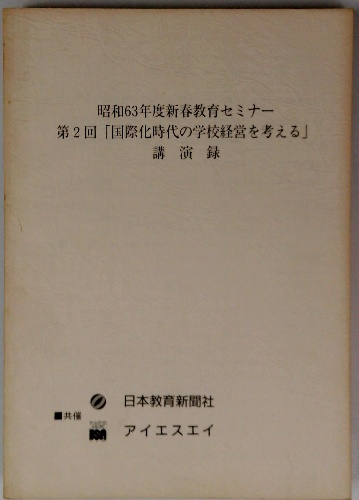 昭和63年度新春教育セミナー
第2回「国際化時代の学校経営を考える」
講演録
■共催
日本教育新聞社
アイエスエイ